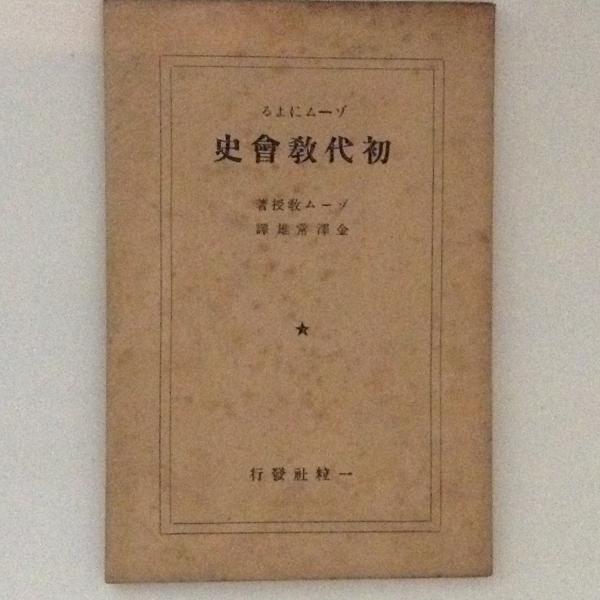 ゾームによる
初代教會史
ゾーム教授著
金澤常雄譯
★
一粒社發行